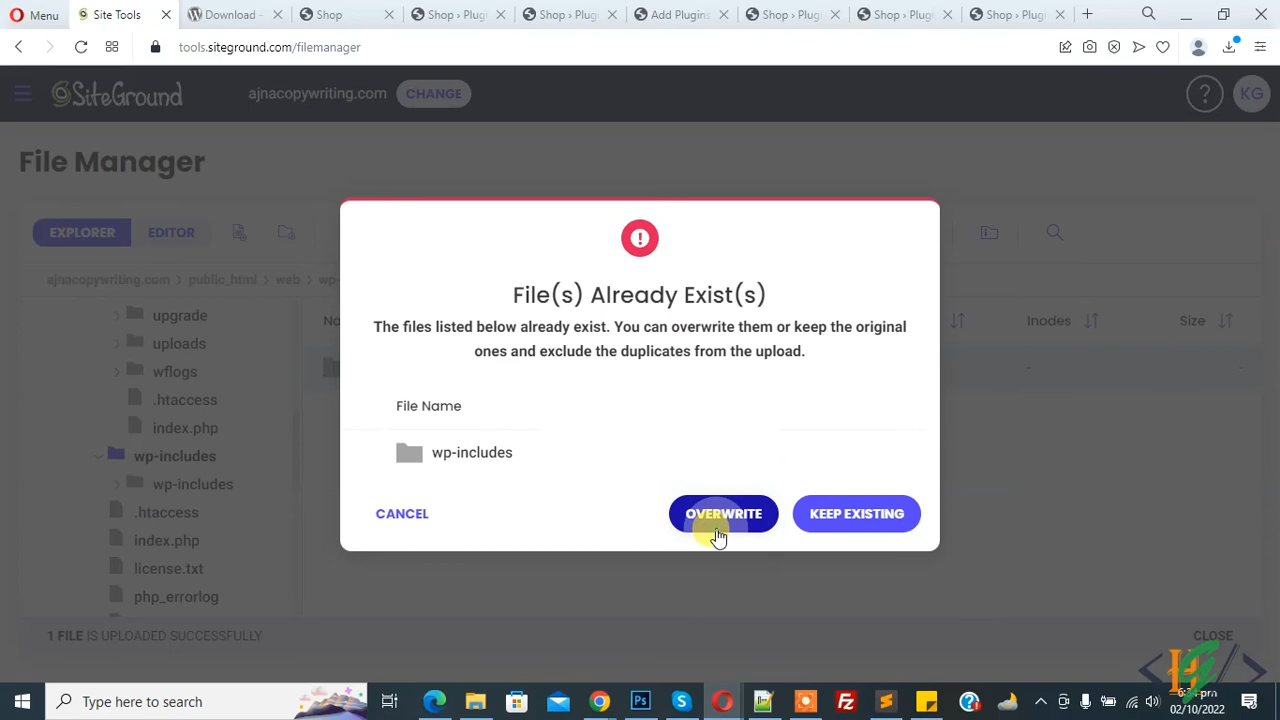 Menu
Site Tools
Download –
Shop
Shop › Plugi
Shop › Plugi
Add Plugins
Shop › Plugi
Shop › Plugi
Shop › Plugi
tools.siteground.com/filemanager
SiteGround
ajnacopywriting.com
CHANGE
?
KG
File Manager
EXPLORER
EDITOR
ajnacopywriting.com › public_html › web › wp-
upgrade
uploads
wflogs
.htaccess
index.php
wp-includes
wp-includes
.htaccess
index.php
license.txt
php_errorlog
Na
Inodes
Size
-
-
File(s) Already Exist(s)
The files listed below already exist. You can overwrite them or keep the original
ones and exclude the duplicates from the upload.
File Name
wp-includes
CANCEL
OVERWRITE
KEEP EXISTING
1 FILE IS UPLOADED SUCCESSFULLY
CLOSE
Type here to search
02/10/2022